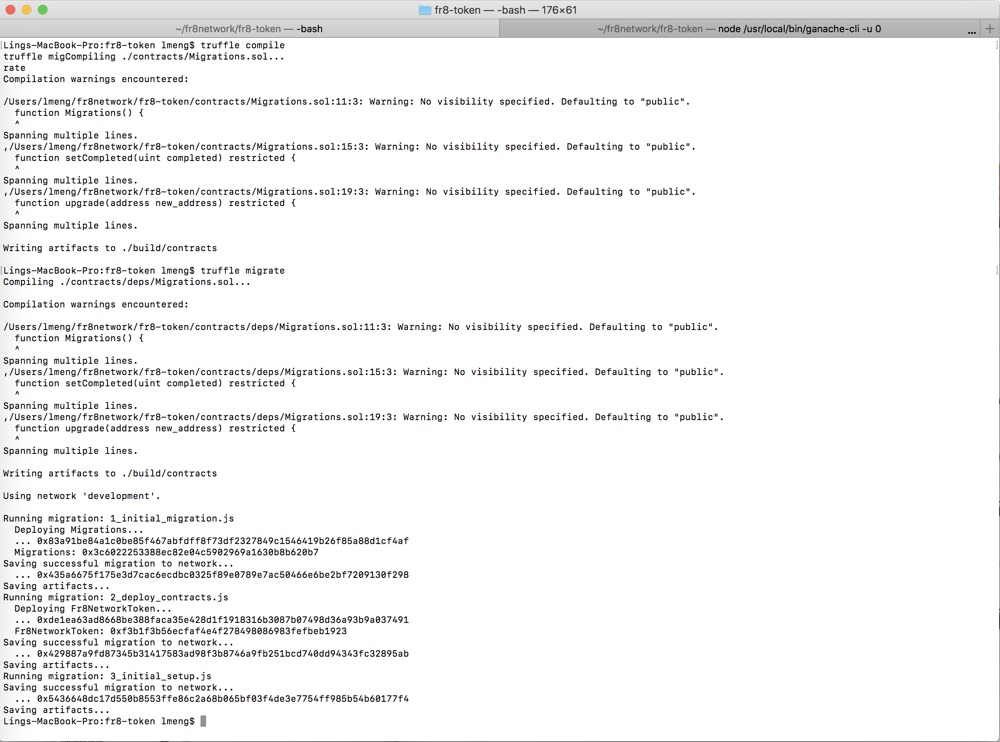 fr8-token — -bash — 176×61
~/fr8network/fr8-token — -bash
~/fr8network/fr8-token — node /usr/local/bin/ganache-cli -u 0 ...
[Lings-MacBook-Pro:fr8-token lmeng$ truffle compile ]
truffle migCompiling ./contracts/Migrations.sol...
rate
Compilation warnings encountered:
/Users/lmeng/fr8network/fr8-token/contracts/Migrations.sol:11:3: Warning: No visibility specified. Defaulting to "public".
function Migrations() {
^
Spanning multiple lines.
,/Users/lmeng/fr8network/fr8-token/contracts/Migrations.sol:15:3: Warning: No visibility specified. Defaulting to "public".
function setCompleted(uint completed) restricted {
^
Spanning multiple lines.
,/Users/lmeng/fr8network/fr8-token/contracts/Migrations.sol:19:3: Warning: No visibility specified. Defaulting to "public".
function upgrade(address new_address) restricted {
^
Spanning multiple lines.
Writing artifacts to ./build/contracts
[Lings-MacBook-Pro:fr8-token lmeng$ truffle migrate ]
Compiling ./contracts/deps/Migrations.sol...
Compilation warnings encountered:
/Users/lmeng/fr8network/fr8-token/contracts/deps/Migrations.sol:11:3: Warning: No visibility specified. Defaulting to "public".
function Migrations() {
^
Spanning multiple lines.
,/Users/lmeng/fr8network/fr8-token/contracts/deps/Migrations.sol:15:3: Warning: No visibility specified. Defaulting to "public".
function setCompleted(uint completed) restricted {
^
Spanning multiple lines.
,/Users/lmeng/fr8network/fr8-token/contracts/deps/Migrations.sol:19:3: Warning: No visibility specified. Defaulting to "public".
function upgrade(address new_address) restricted {
^
Spanning multiple lines.
Writing artifacts to ./build/contracts
Using network 'development'.
Running migration: 1_initial_migration.js
Deploying Migrations...
... 0x83a91be84a1c0be85f467abfdff8f73df2327849c1546419b26f85a88d1cf4af
Migrations: 0x3c6022253388ec82e04c5902969a1630b8b620b7
Saving successful migration to network...
... 0x435a6675f175e3d7cac6ecdbc0325f89e0789e7ac50466e6be2bf7209130f298
Saving artifacts...
Running migration: 2_deploy_contracts.js
Deploying Fr8NetworkToken...
... 0xde1ea63ad8668be388faca35e428d1f1918316b3087b07498d36a93b9a037491
Fr8NetworkToken: 0xf3b1f3b56ecfaf4e4f278498086983fefbeb1923
Saving successful migration to network...
... 0x429887a9fd87345b31417583ad98f3b8746a9fb251bcd740dd94343fc32895ab
Saving artifacts...
Running migration: 3_initial_setup.js
Saving successful migration to network...
... 0x5436648dc17d550b8553ffe86c2a68b065bf03f4de3e7754ff985b54b60177f4
Saving artifacts...
Lings-MacBook-Pro:fr8-token lmeng$